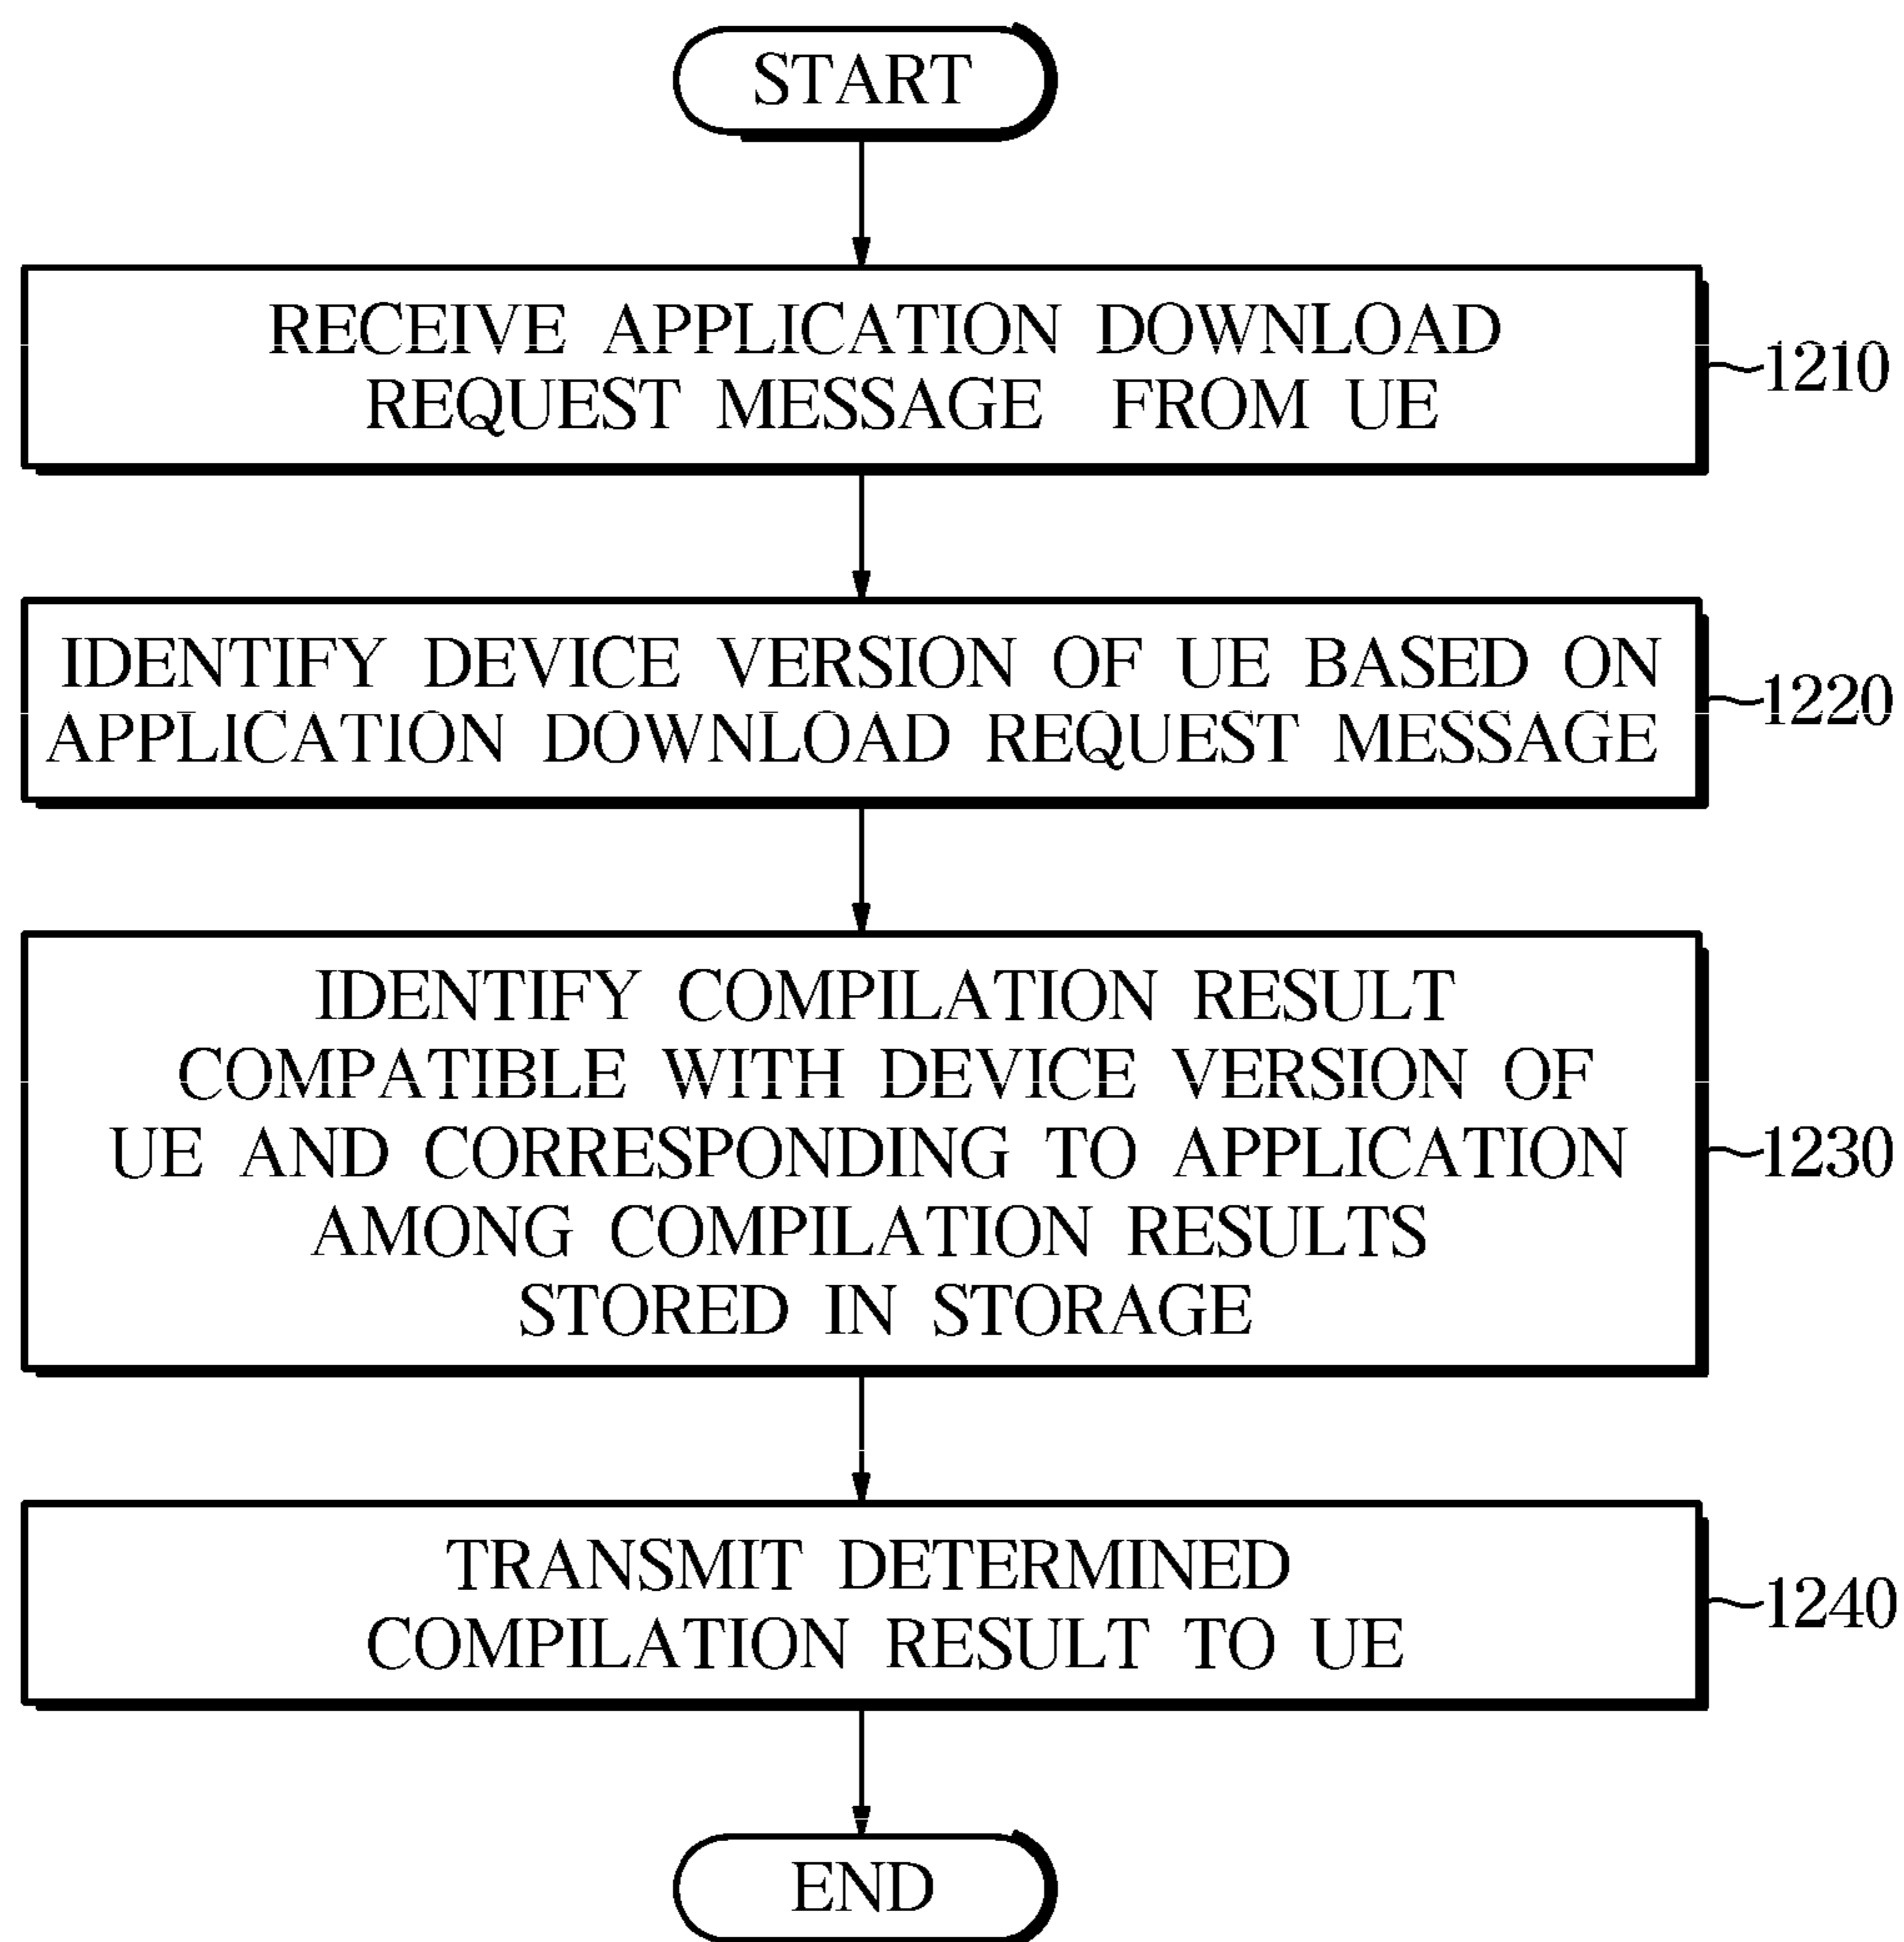 START
RECEIVE APPLICATION DOWNLOAD
REQUEST MESSAGE FROM UE
1210
IDENTIFY DEVICE VERSION OF UE BASED ON
APPLICATION DOWNLOAD REQUEST MESSAGE
1220
IDENTIFY COMPILATION RESULT
COMPATIBLE WITH DEVICE VERSION OF
UE AND CORRESPONDING TO APPLICATION
AMONG COMPILATION RESULTS
STORED IN STORAGE
1230
TRANSMIT DETERMINED
COMPILATION RESULT TO UE
1240
END